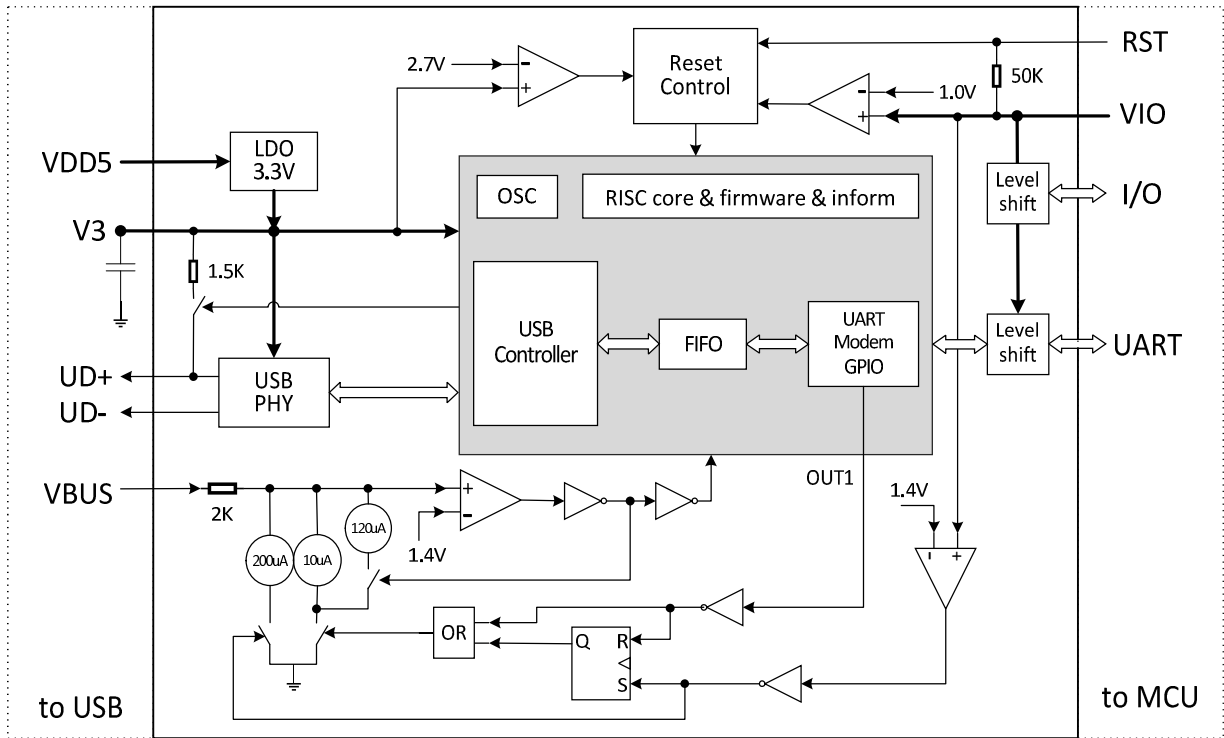 RST
2.7V
-
+
Reset
Control
50K
-
1.0V
+
VIO
VDD5
LDO
3.3V
OSC
RISC core & firmware & inform
Level
shift
I/O
V3
1.5K
USB
Controller
FIFO
UART
Modem
GPIO
Level
shift
UART
UD+
USB
PHY
UD-
VBUS
2K
+
-
OUT1
1.4V
120uA
1.4V
200uA
10uA
-
+
OR
Q
R
S
to USB
to MCU